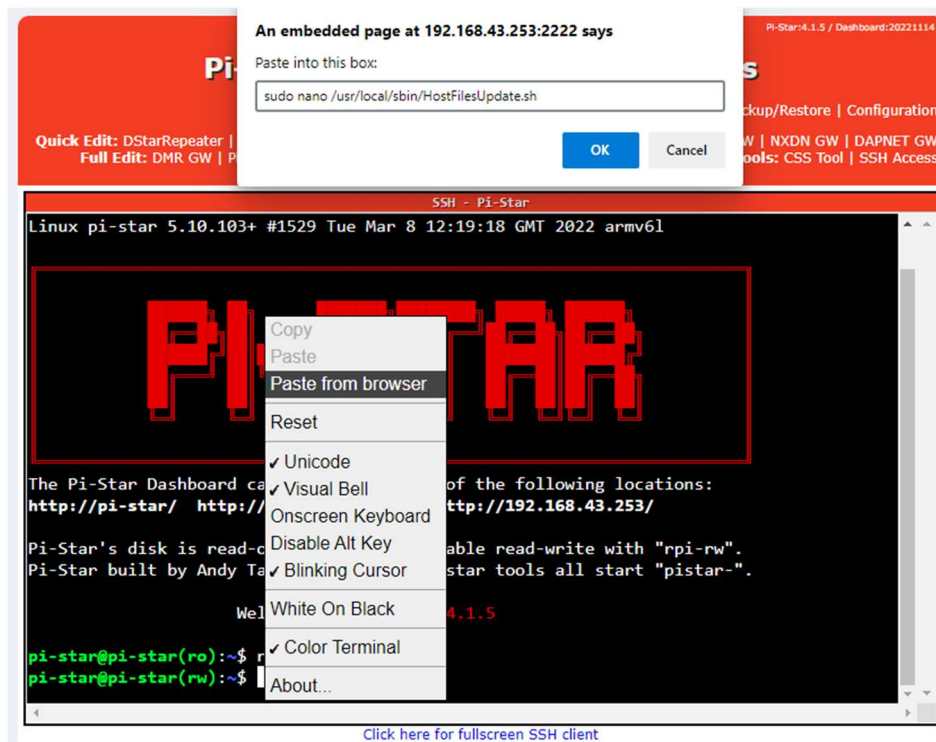 An embedded page at 192.168.43.253:2222 says
Paste into this box:
sudo nano /usr/local/sbin/HostFilesUpdate.sh
OK Cancel
Pi-Star:4.1.5 / Dashboard:20221114
Pi- s
ckup/Restore | Configuration
Quick Edit: DStarRepeater | W | NXDN GW | DAPNET GW
Full Edit: DMR GW | P ools: CSS Tool | SSH Access
SSH - Pi-Star
Linux pi-star 5.10.103+ #1529 Tue Mar 8 12:19:18 GMT 2022 armv6l
PI-STAR
Copy
Paste
Paste from browser
Reset
✓ Unicode
✓ Visual Bell
Onscreen Keyboard
Disable Alt Key
✓ Blinking Cursor
White On Black
✓ Color Terminal
About...
The Pi-Star Dashboard ca of the following locations:
http://pi-star/ http:// ttp://192.168.43.253/
Pi-Star's disk is read-o able read-write with "rpi-rw".
Pi-Star built by Andy Ta star tools all start "pistar-".
Wel 4.1.5
pi-star@pi-star(ro):~$ r
pi-star@pi-star(rw):~$
Click here for fullscreen SSH client